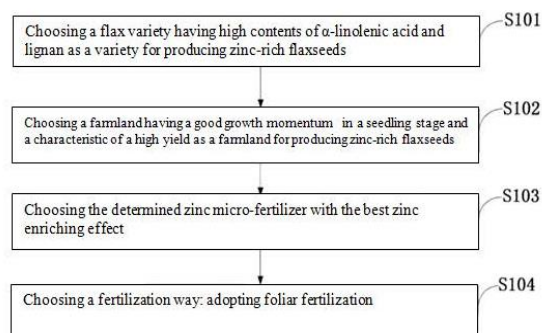 Choosing a flax variety having high contents of α-linolenic acid and
lignan as a variety for producing zinc-rich flaxseeds
S101
Choosing a farmland having a good growth momentum in a seedling stage and
a characteristic of a high yield as a farmland for producing zinc-rich flaxseeds
S102
Choosing the determined zinc micro-fertilizer with the best zinc
enriching effect
S103
Choosing a fertilization way: adopting foliar fertilization
S104